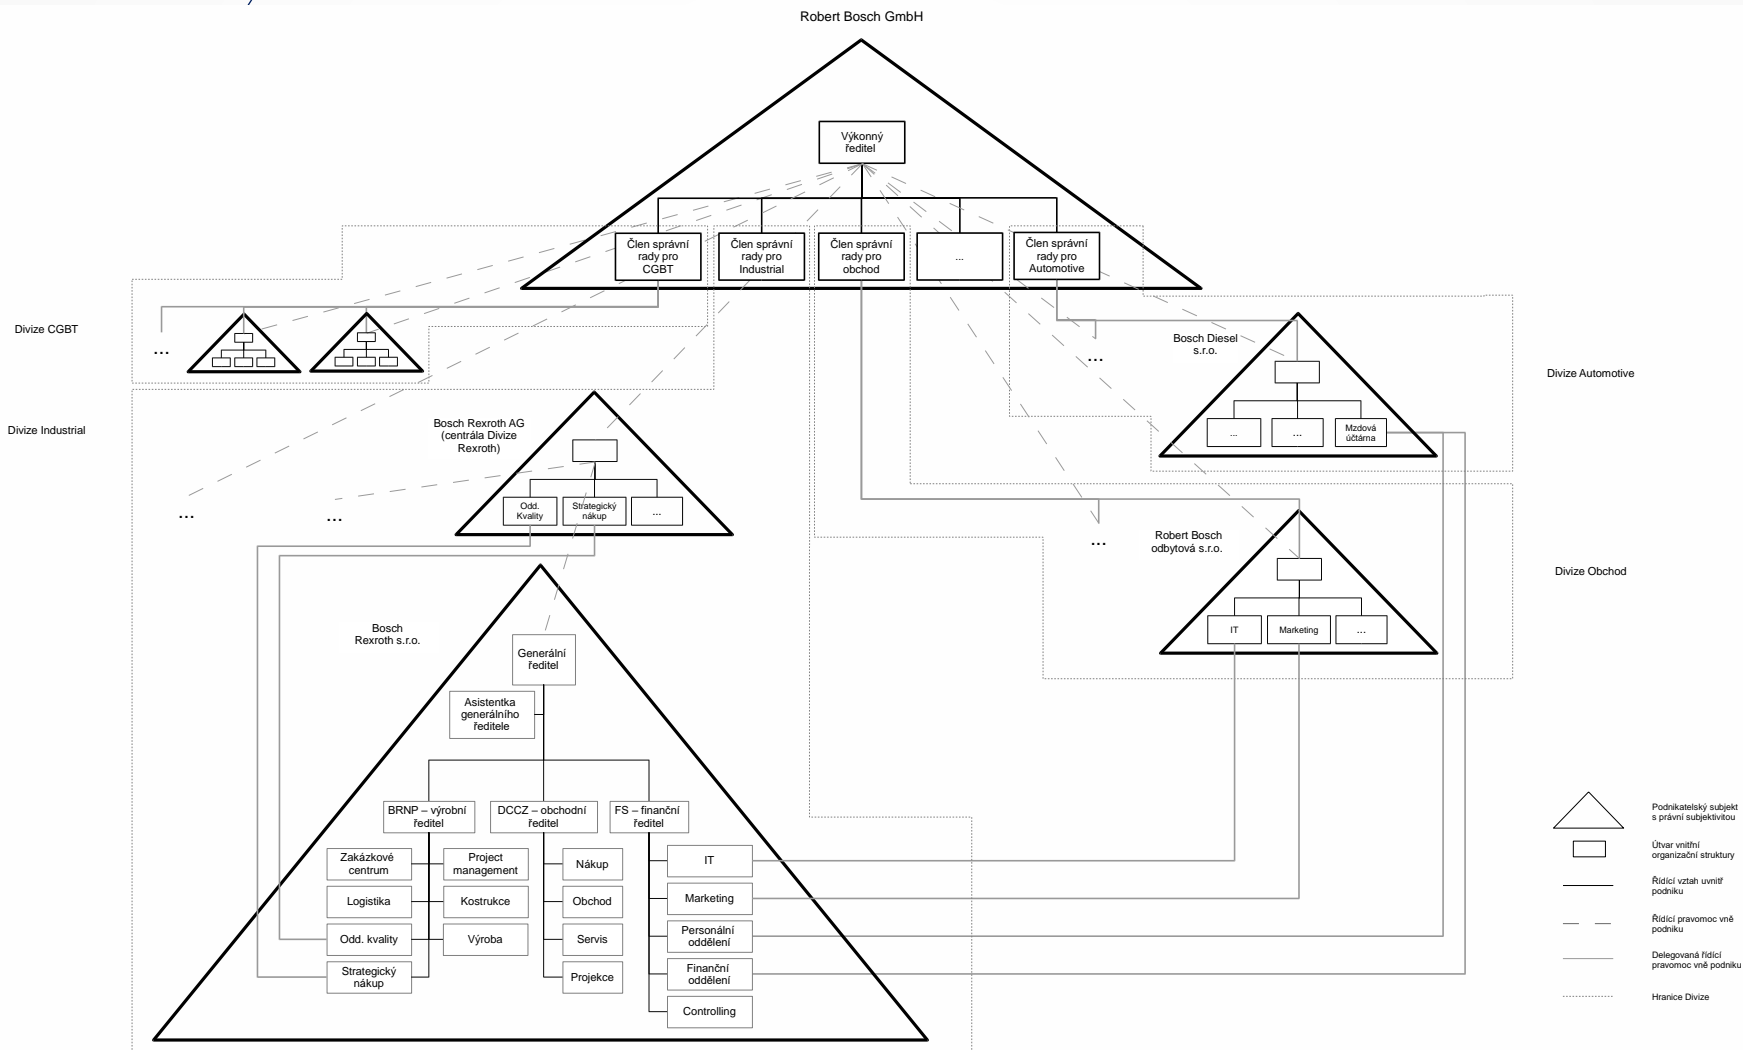 Robert Bosch GmbH
Výkonný
ředitel
Člen správní
rady pro
CGBT
Člen správní
rady pro
Industrial
Člen správní
rady pro
obchod
...
Člen správní
rady pro
Automotive
Divize CGBT
...
...
Bosch Diesel
s.r.o.
Divize Automotive
...
...
Mzdová
účtárna
Divize Industrial
Bosch Rexroth AG
(centrála Divize
Rexroth)
Odd.
Kvality
Strategický
nákup
...
...
...
...
Robert Bosch
odbytová s.r.o.
Divize Obchod
IT
Marketing
...
Bosch
Rexroth s.r.o.
Generální
ředitel
Asistentka
generálního
ředitele
BRNP – výrobní
ředitel
DCCZ – obchodní
ředitel
FS – finanční
ředitel
Zakázkové
centrum
Project
management
Nákup
IT
Logistika
Kostrukce
Obchod
Marketing
Odd. kvality
Výroba
Servis
Personální
oddělení
Strategický
nákup
Projekce
Finanční
oddělení
Controlling
Podnikatelský subjekt
s právní subjektivitou
Útvar vnitřní
organizační struktury
Řídící vztah uvnitř
podniku
Řídící pravomoc vně
podniku
Delegovaná řídící
pravomoc vně podniku
Hranice Divize